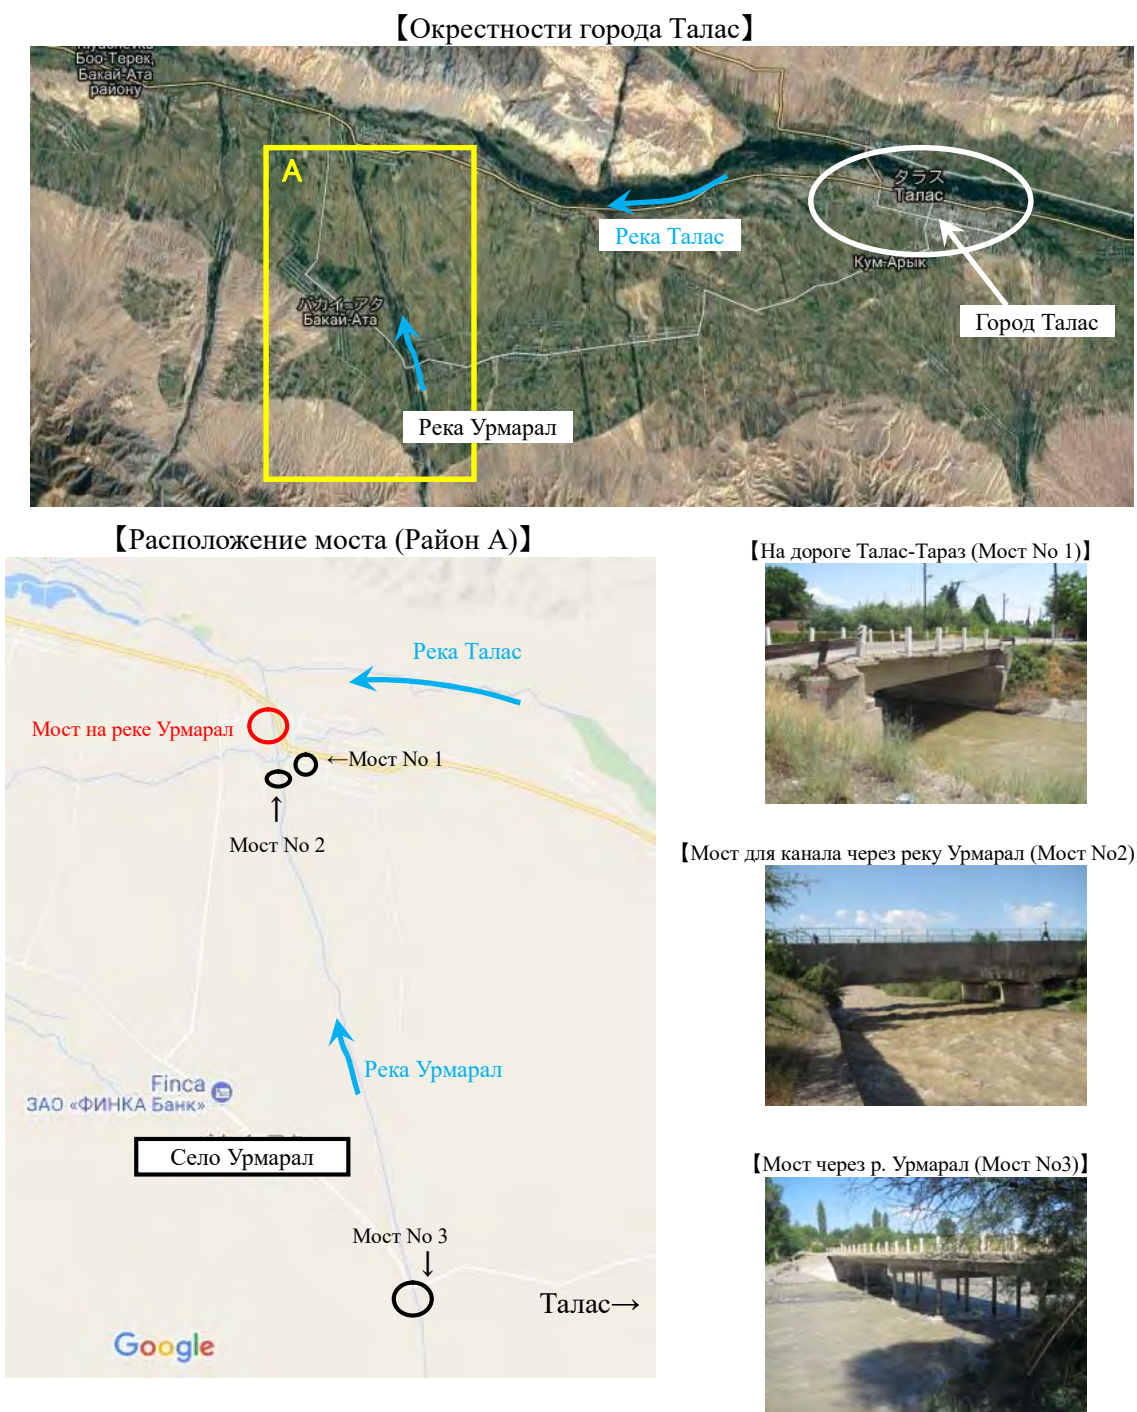 【Окрестности города Талас】
Боо-Терек,
Бакай-Ата
району
A
タラス
Талас
Река Талас
Кум-Арык
バカイ=アタ
Бакай-Ата
Город Талас
Река Урмарал
【Расположение моста (Район А)】
Река Талас
Мост на реке Урмарал
←Мост No 1
↑
Мост No 2
Река Урмарал
Finca
ЗАО «ФИНКА Банк»
Село Урмарал
Мост No 3
↓
Талас→
Google
【На дороге Талас-Тараз (Мост No 1)】
【Мост для канала через реку Урмарал (Мост No2)
【Мост через р. Урмарал (Мост No3)】